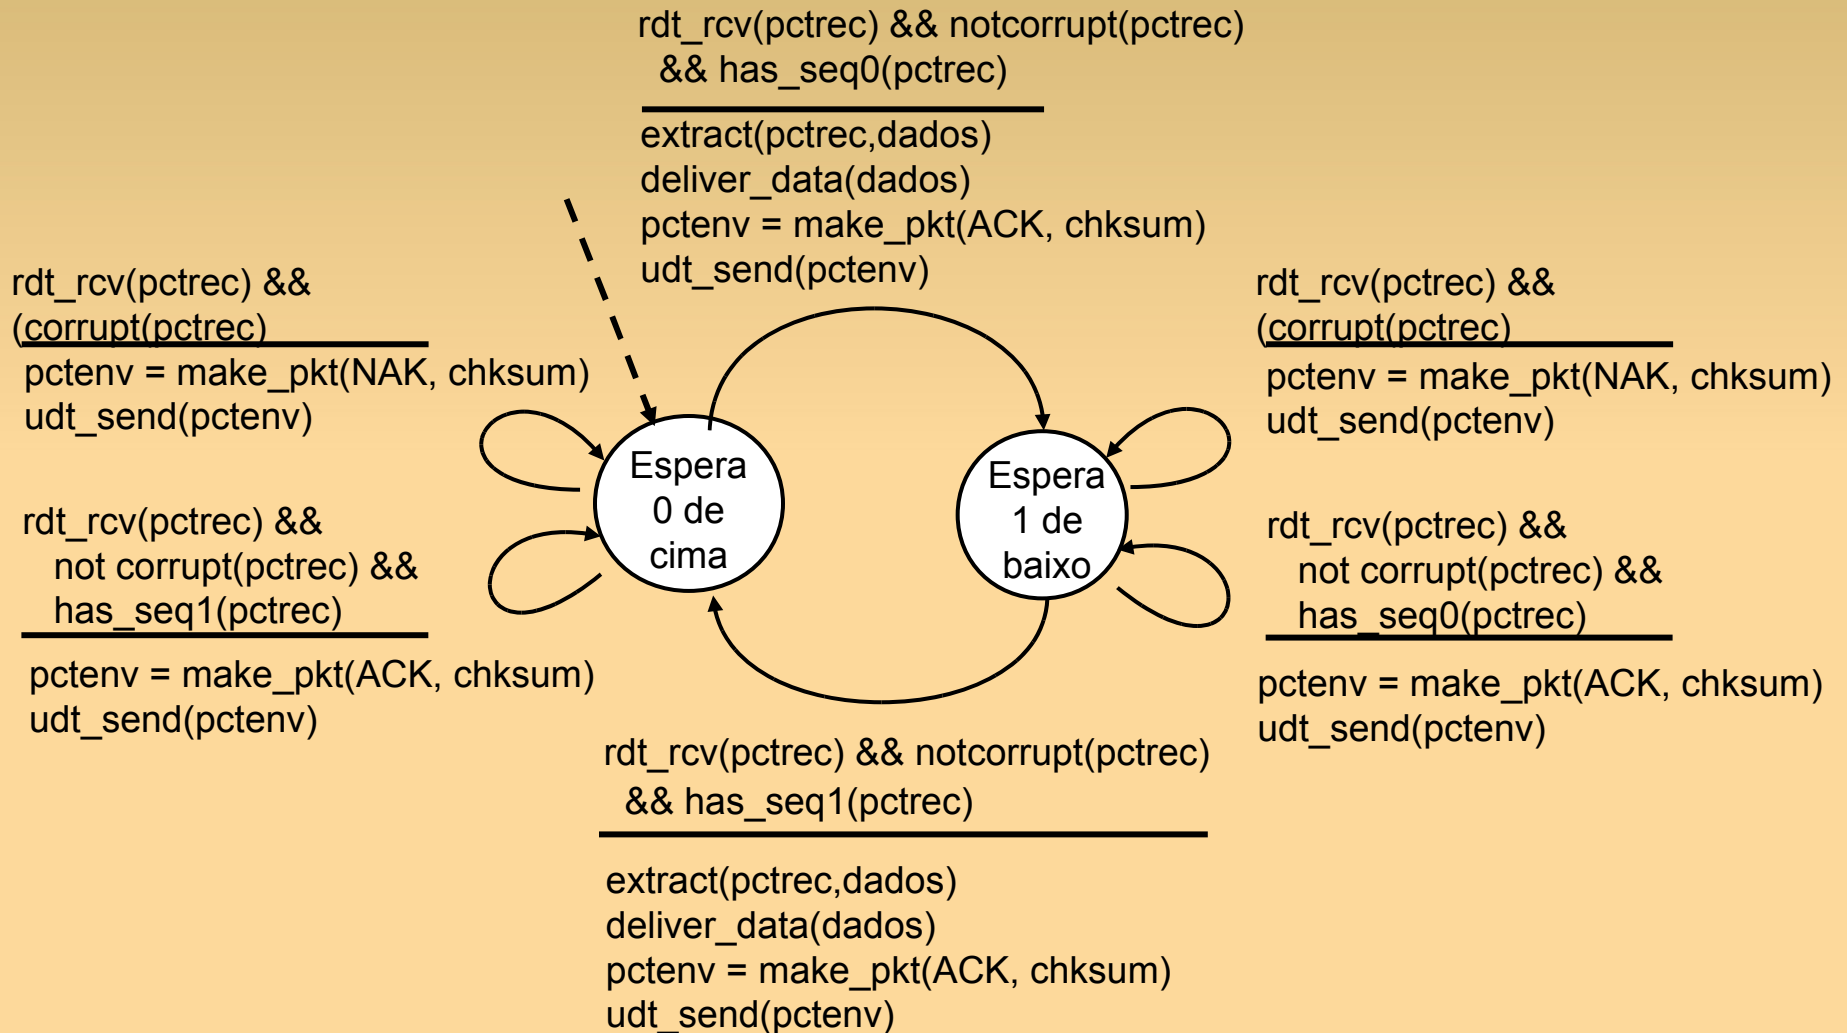 rdt_rcv(pctrec) && notcorrupt(pctrec)
&& has_seq0(pctrec)
extract(pctrec,dados)
deliver_data(dados)
pctenv = make_pkt(ACK, chksum)
udt_send(pctenv)
rdt_rcv(pctrec) &&
(corrupt(pctrec)
pctenv = make_pkt(NAK, chksum)
udt_send(pctenv)
rdt_rcv(pctrec) &&
not corrupt(pctrec) &&
has_seq1(pctrec)
pctenv = make_pkt(ACK, chksum)
udt_send(pctenv)
Espera
0 de
cima
Espera
1 de
baixo
rdt_rcv(pctrec) &&
(corrupt(pctrec)
pctenv = make_pkt(NAK, chksum)
udt_send(pctenv)
rdt_rcv(pctrec) &&
not corrupt(pctrec) &&
has_seq0(pctrec)
pctenv = make_pkt(ACK, chksum)
udt_send(pctenv)
rdt_rcv(pctrec) && notcorrupt(pctrec)
&& has_seq1(pctrec)
extract(pctrec,dados)
deliver_data(dados)
pctenv = make_pkt(ACK, chksum)
udt_send(pctenv)